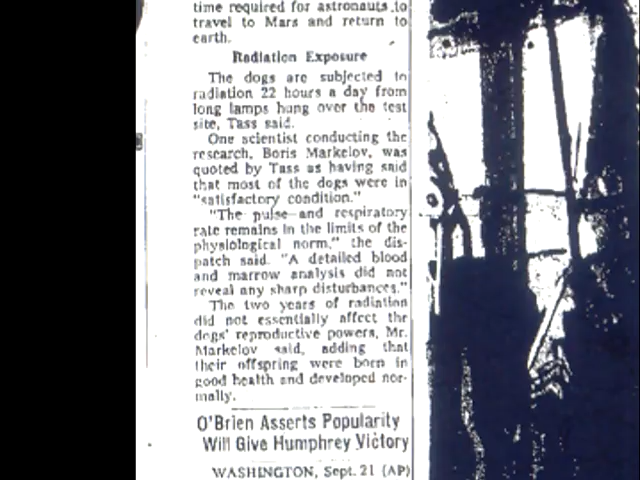 time required for astronauts to
travel to Mars and return to
earth.
Radiation Exposure
The dogs are subjected to
radiation 22 hours a day from
long lamps hung over the test
site, Tass said.
One scientist conducting the
research, Boris Markelov, was
quoted by Tass as having said
that most of the dogs were in
"satisfactory condition."
"The pulse and respiratory
rate remains in the limits of the
physiological norm," the dis-
patch said. "A detailed blood
and marrow analysis did not
reveal any sharp disturbances."
The two years of radiation
did not essentially affect the
dogs' reproductive powers, Mr.
Markelov said, adding that
their offspring were born in
good health and developed nor-
mally.
O'Brien Asserts Popularity
Will Give Humphrey Victory
WASHINGTON, Sept. 21 (AP)